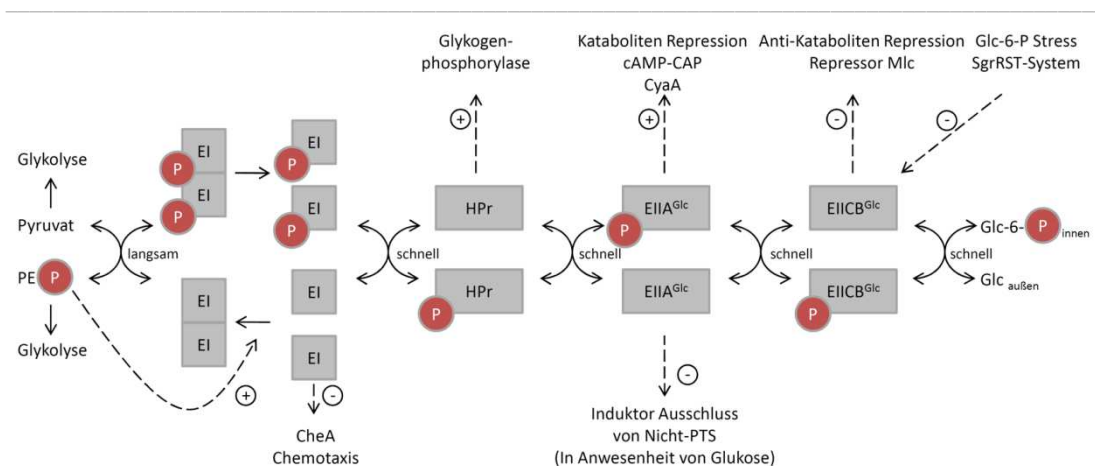 Glykogen-
phosphorylase
Kataboliten Repression
cAMP-CAP
CyaA
Anti-Kataboliten Repression
Repressor Mlc
Glc-6-P Stress
SgrRST-System
+
+
-
-
Glykolyse
Pyruvat
PE P
Glykolyse
langsam
P
P
EI
EI
P
EI
P
EI
EI
EI
EI
EI
+
-
CheA
Chemotaxis
schnell
HPr
P
HPr
schnell
P
EIIA^Glc
EIIA^Glc
-
Induktor Ausschluss
von Nicht-PTS
(In Anwesenheit von Glukose)
schnell
EIICB^Glc
P
EIICB^Glc
schnell
Glc-6- P innen
Glc außen